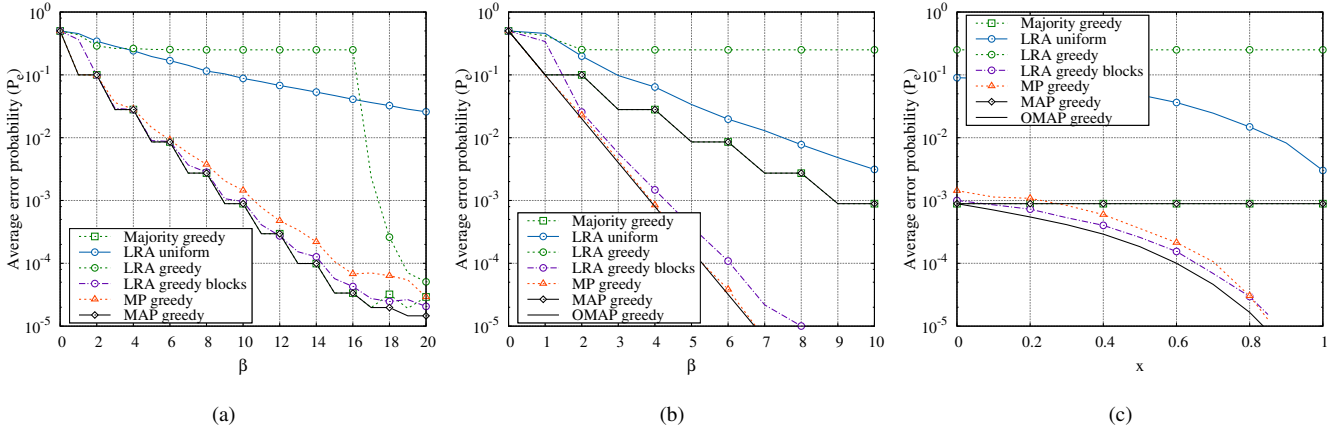 Average error probability (Pe)
10^0
10^-1
10^-2
10^-3
10^-4
10^-5
Majority greedy
LRA uniform
LRA greedy
LRA greedy blocks
MP greedy
MAP greedy
0 2 4 6 8 10 12 14 16 18 20
β
(a)
Average error probability (Pe)
10^0
10^-1
10^-2
10^-3
10^-4
10^-5
Majority greedy
LRA uniform
LRA greedy
LRA greedy blocks
MP greedy
MAP greedy
OMAP greedy
0 1 2 3 4 5 6 7 8 9 10
β
(b)
Average error probability (Pe)
10^0
10^-1
10^-2
10^-3
10^-4
10^-5
Majority greedy
LRA uniform
LRA greedy
LRA greedy blocks
MP greedy
MAP greedy
OMAP greedy
0 0.2 0.4 0.6 0.8 1
x
(c)